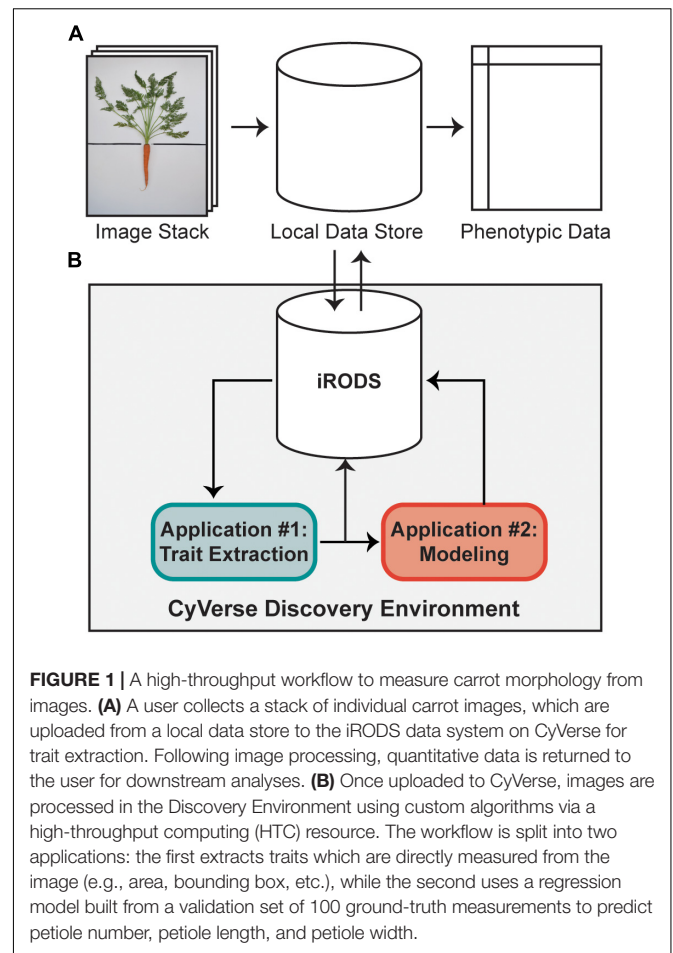 A
Image Stack
Local Data Store
Phenotypic Data
B
iRODS
Application #1:
Trait Extraction
Application #2:
Modeling
CyVerse Discovery Environment
FIGURE 1 | A high-throughput workflow to measure carrot morphology from
images. (A) A user collects a stack of individual carrot images, which are
uploaded from a local data store to the iRODS data system on CyVerse for
trait extraction. Following image processing, quantitative data is returned to
the user for downstream analyses. (B) Once uploaded to CyVerse, images are
processed in the Discovery Environment using custom algorithms via a
high-throughput computing (HTC) resource. The workflow is split into two
applications: the first extracts traits which are directly measured from the
image (e.g., area, bounding box, etc.), while the second uses a regression
model built from a validation set of 100 ground-truth measurements to predict
petiole number, petiole length, and petiole width.